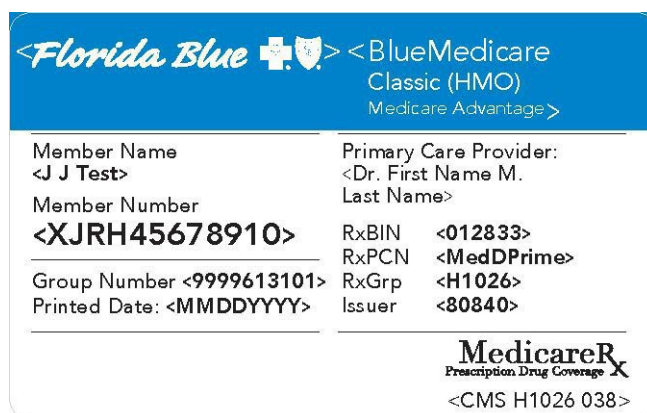 <Florida Blue>
<BlueMedicare
Classic (HMO)
Medicare Advantage>
Member Name
<J J Test>
Member Number
<XJRH45678910>
Group Number <9999613101>
Printed Date: <MMDDYYYY>
Primary Care Provider:
<Dr. First Name M.
Last Name>
RxBIN <012833>
RxPCN <MedDPrime>
RxGrp <H1026>
Issuer <80840>
MedicareRx
Prescription Drug Coverage
<CMS H1026 038>